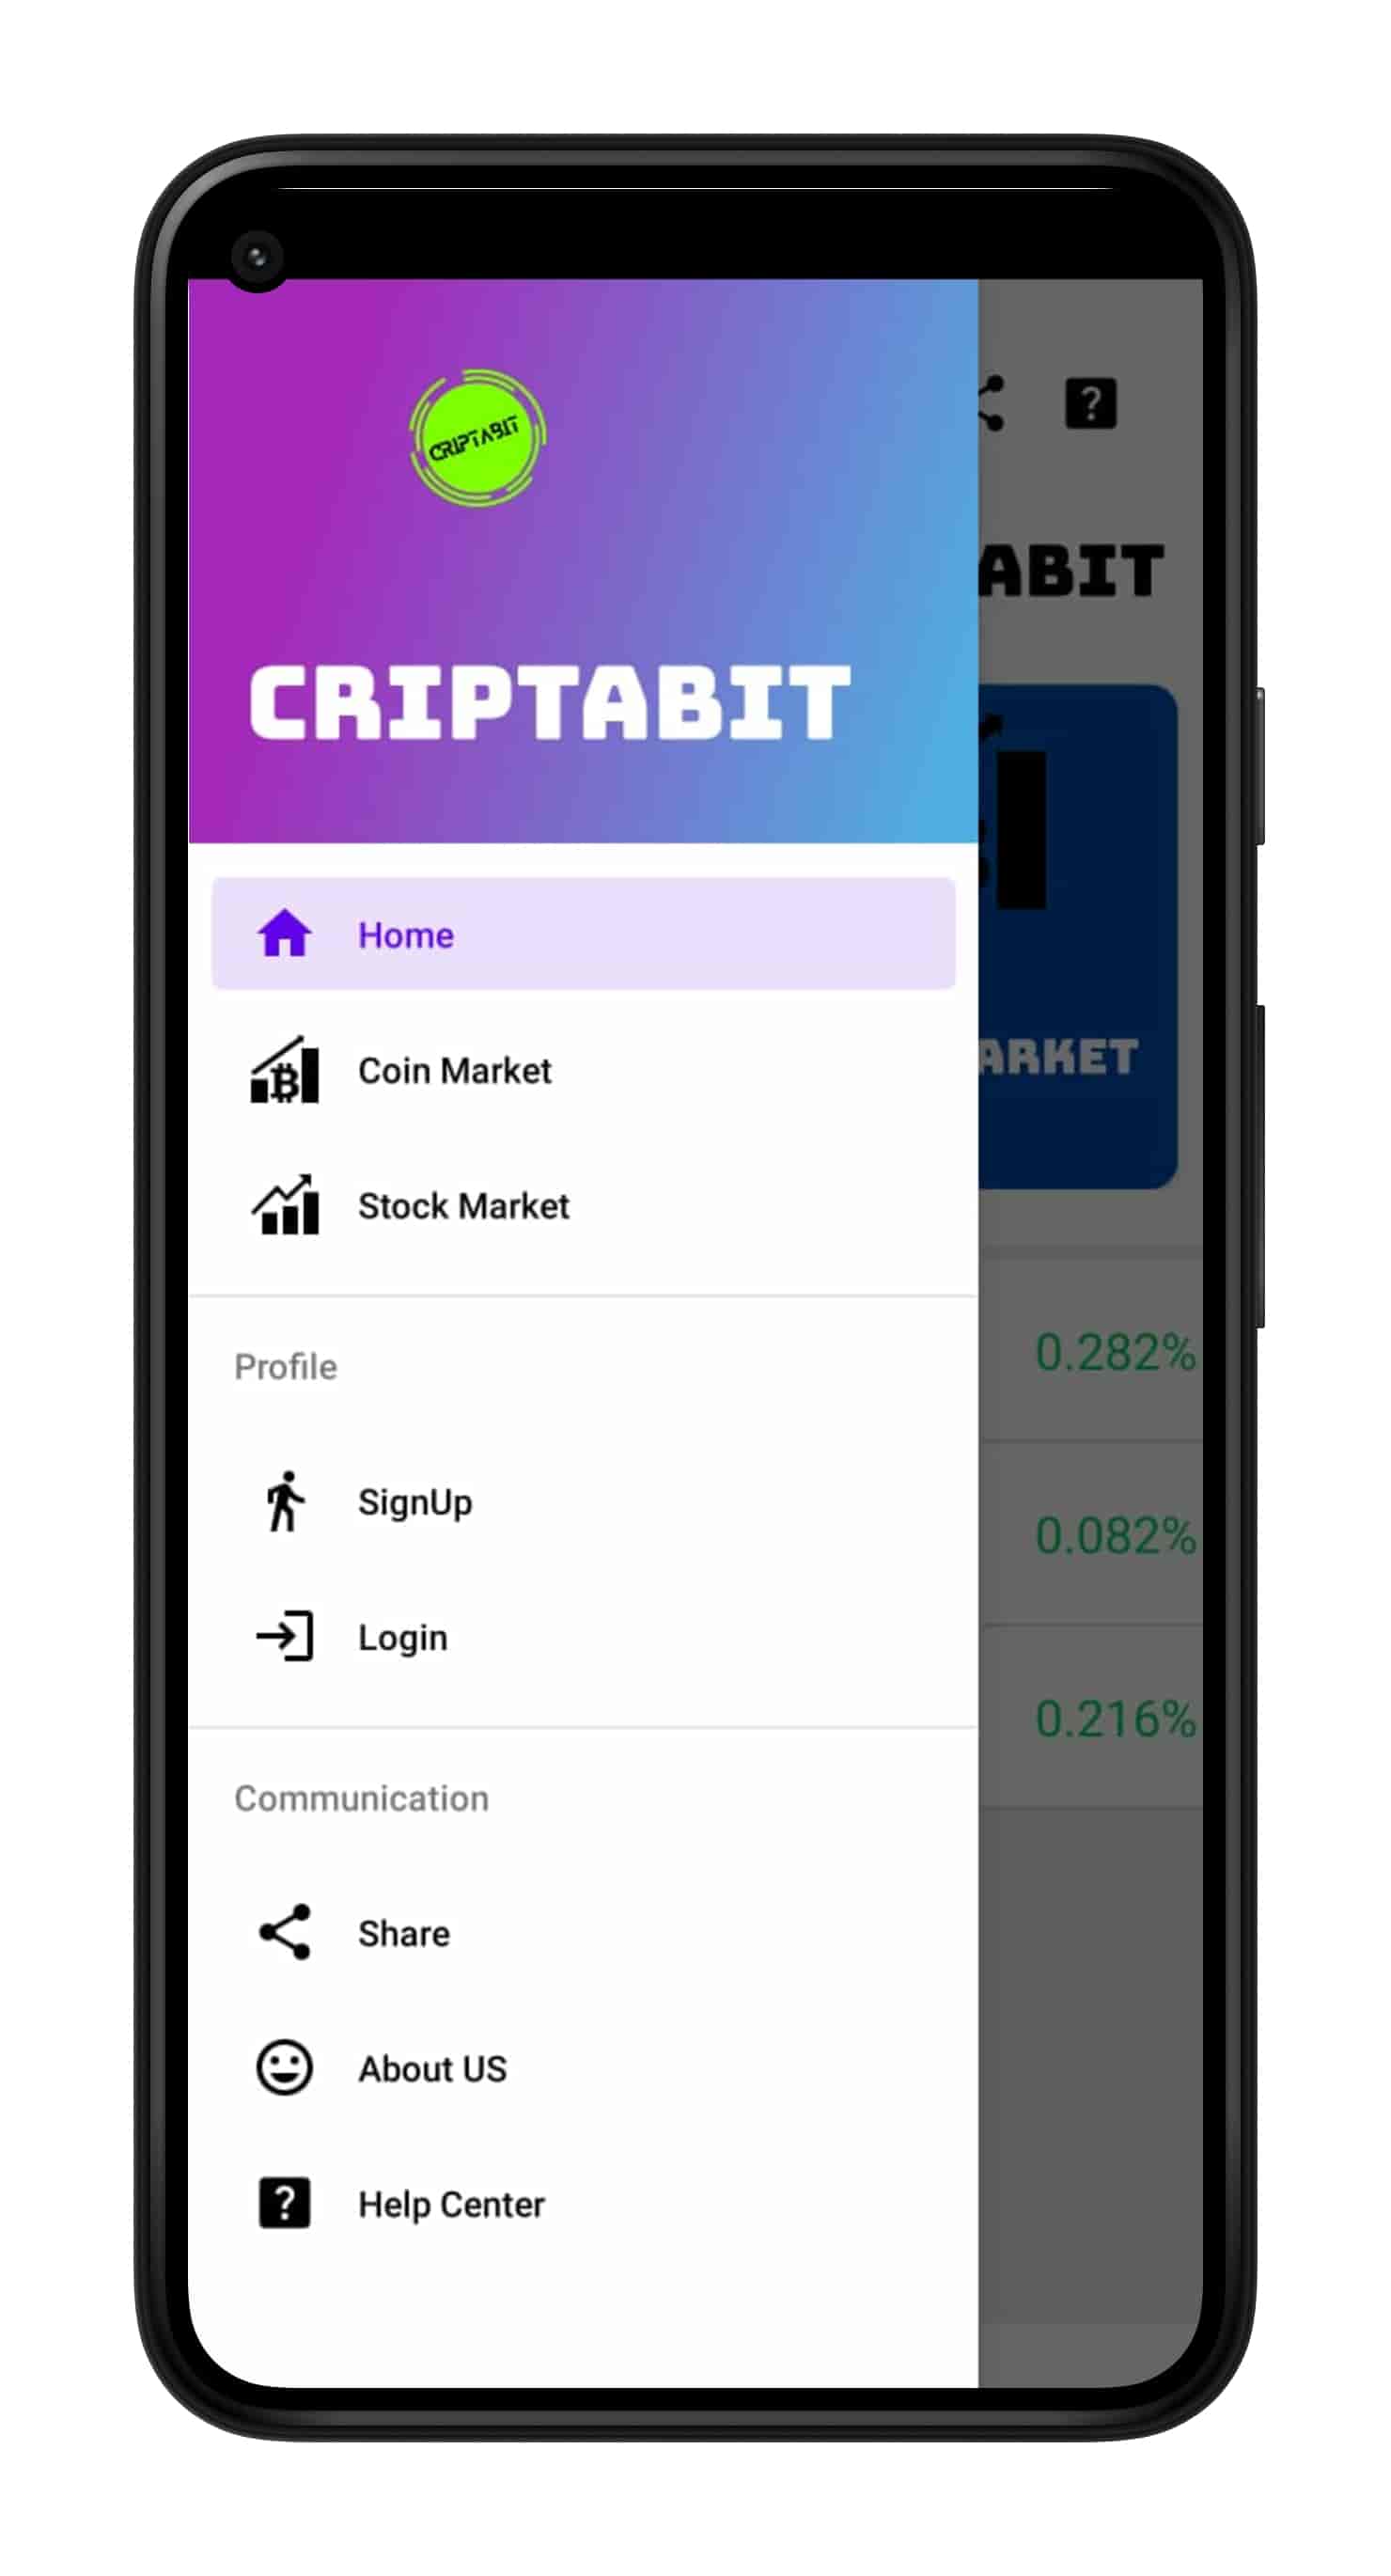 CRIPTABIT
?
ABIT
CRIPTABIT
Home
Coin Market
ARKET
Stock Market
0.282%
Profile
SignUp
0.082%
Login
0.216%
Communication
Share
About US
? Help Center